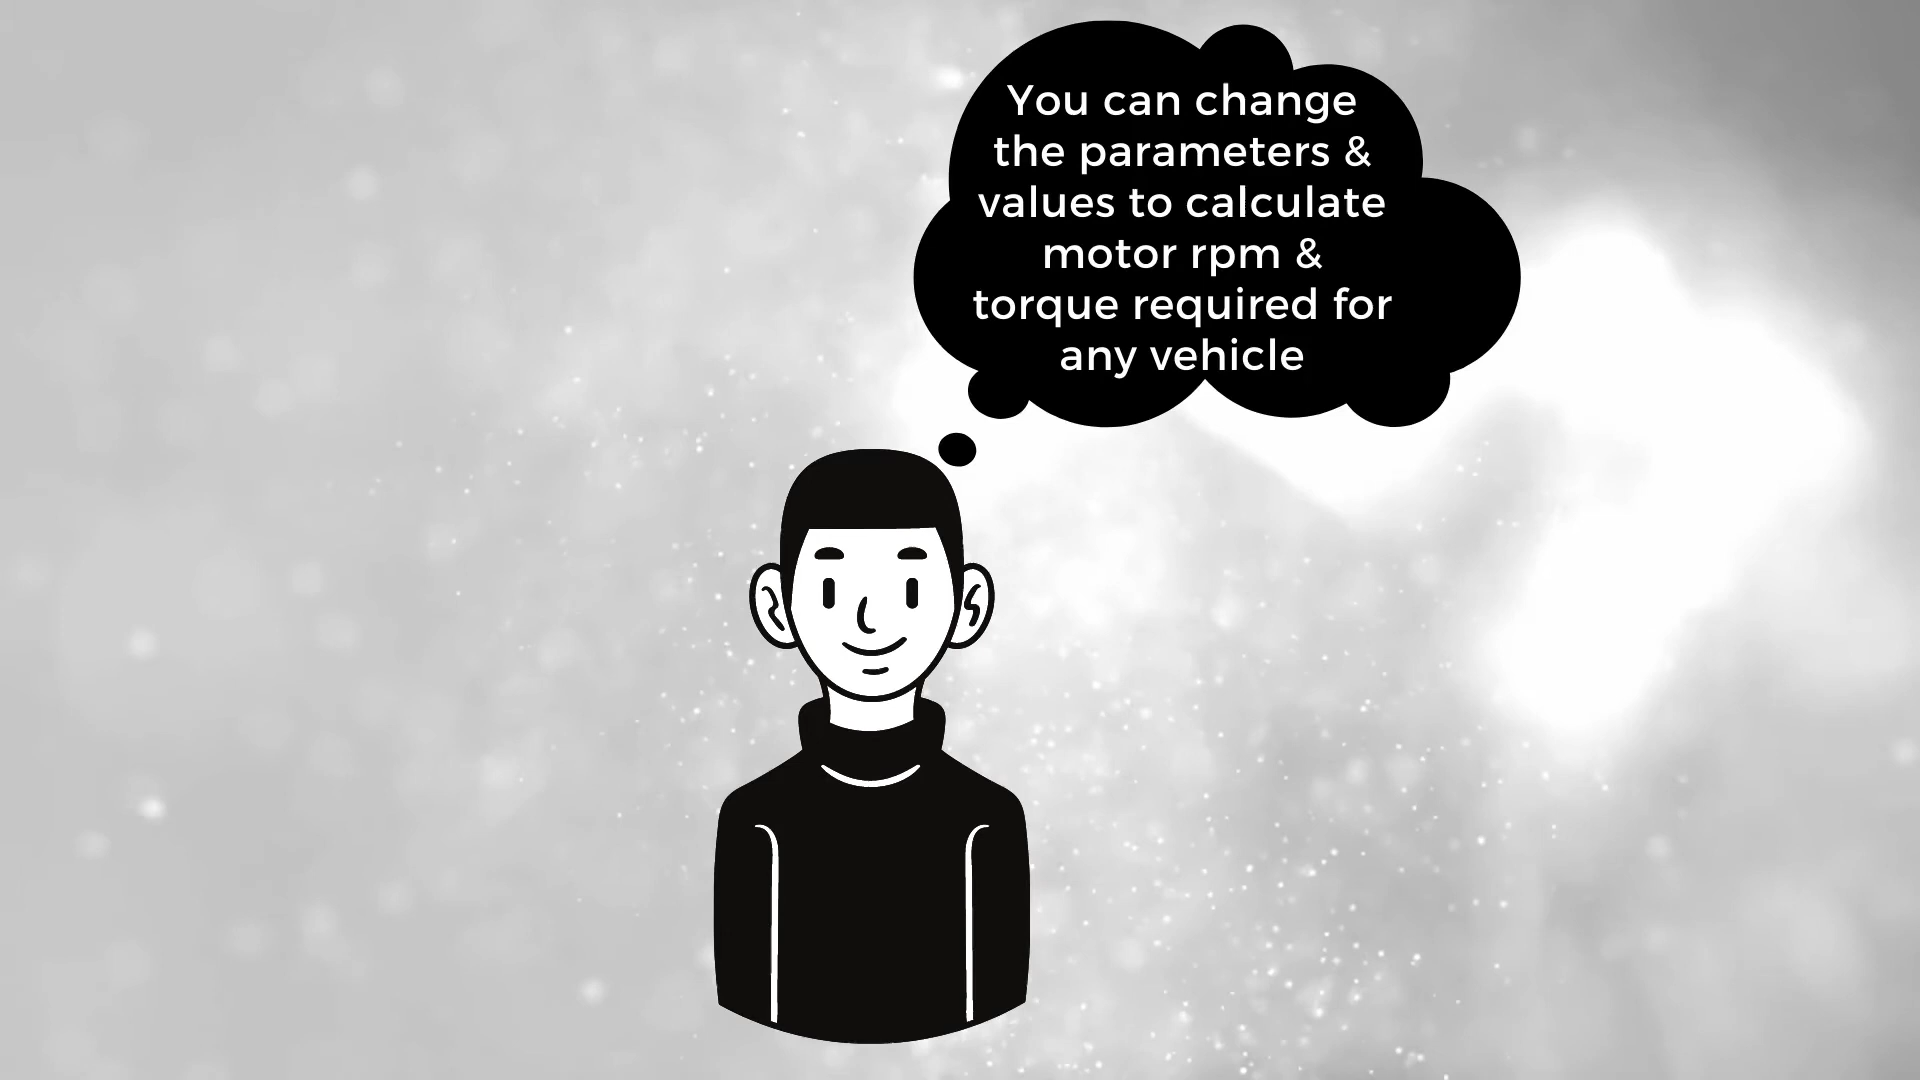 You can change
the parameters &
values to calculate
motor rpm &
torque required for
any vehicle